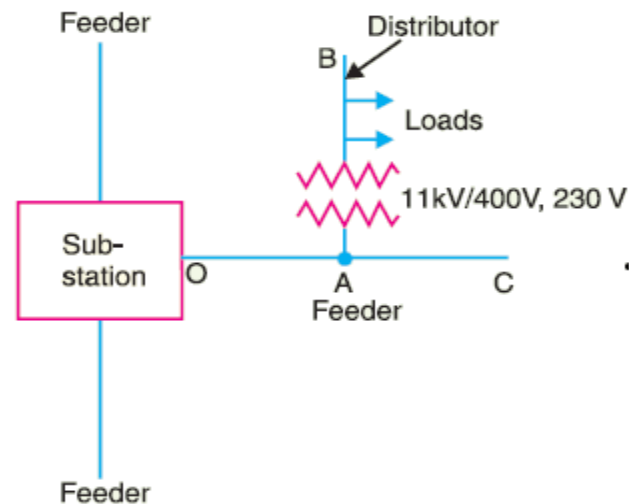 Feeder
Distributor
B
Loads
11kV/400V, 230 V
Sub-
station
O
A
C
Feeder
Feeder